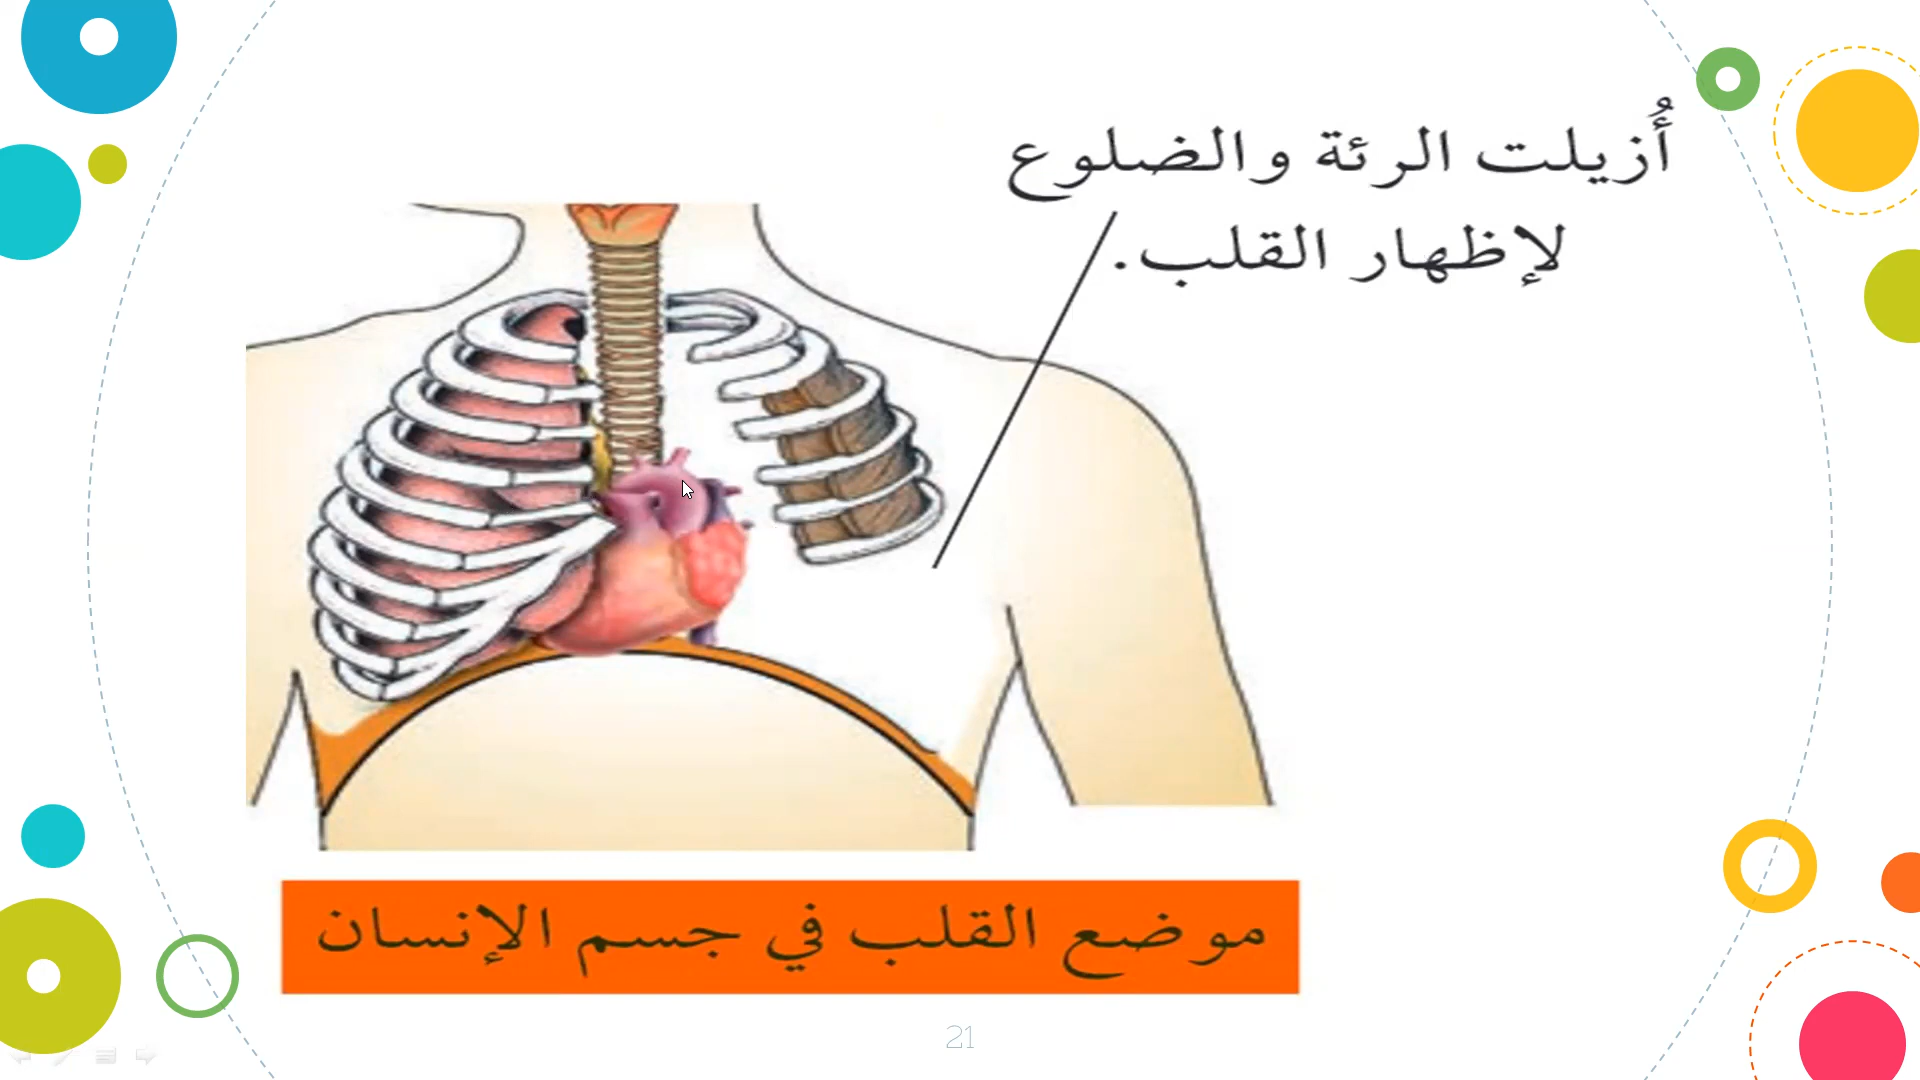 أُزيلت الرئة والضلوع
لإظهار القلب.
موضع القلب في جسم الإنسان
21